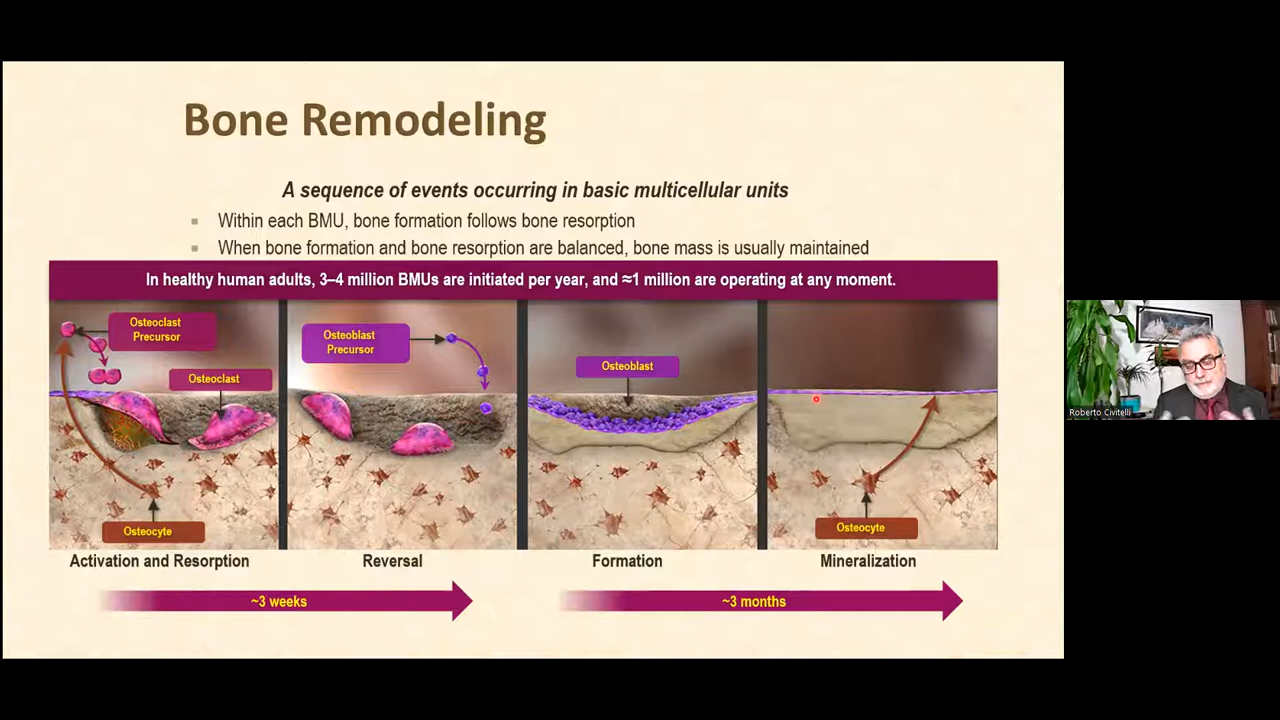 Bone Remodeling
A sequence of events occurring in basic multicellular units
▪ Within each BMU, bone formation follows bone resorption
▪ When bone formation and bone resorption are balanced, bone mass is usually maintained
In healthy human adults, 3–4 million BMUs are initiated per year, and ≈1 million are operating at any moment.
Osteoclast
Precursor
Osteoclast
Osteocyte
Osteoblast
Precursor
Osteoblast
Osteocyte
Activation and Resorption
Reversal
Formation
Mineralization
~3 weeks
~3 months
Roberto Civitelli